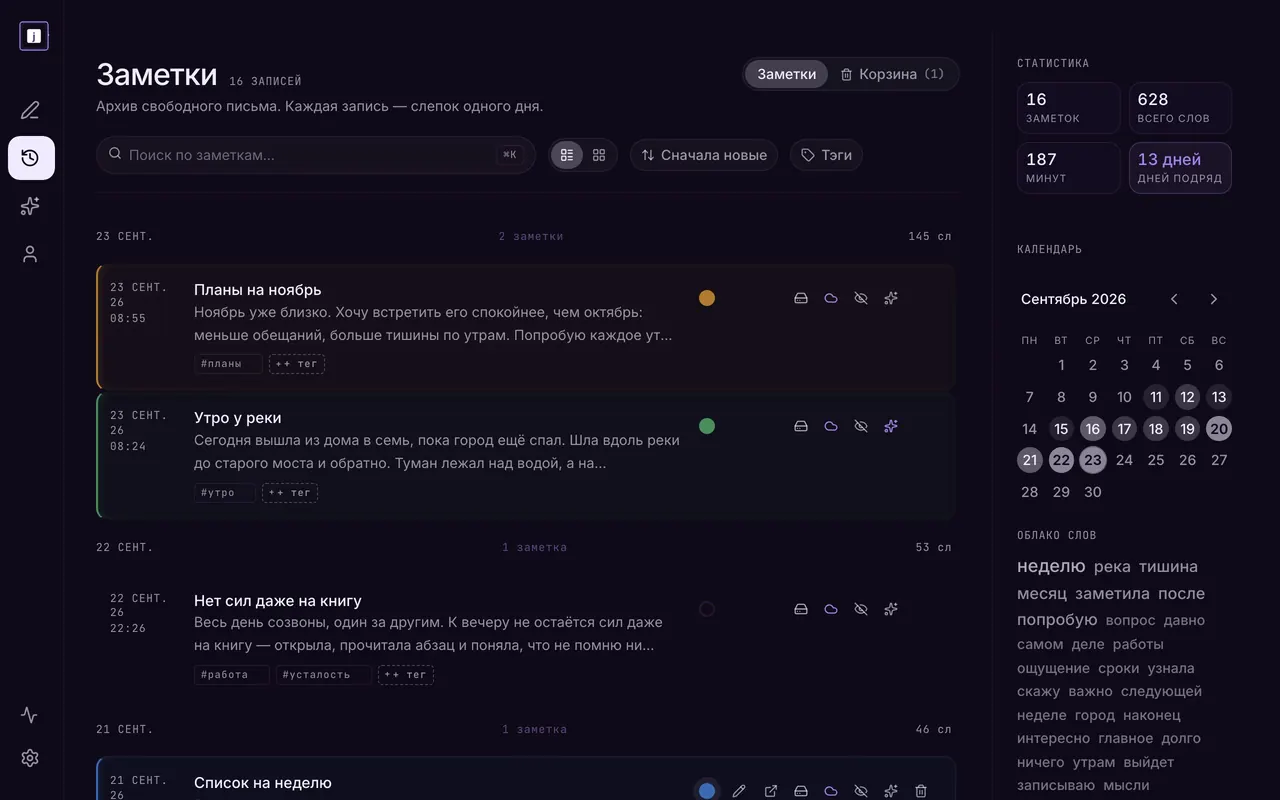 j
Заметки 16 ЗАПИСЕЙ
Архив свободного письма. Каждая запись — слепок одного дня.
Заметки Корзина (1)
Поиск по заметкам... ⌘K
Сначала новые Тэги
23 СЕНТ. 2 заметки 145 сл
23 СЕНТ.
26
08:55
Планы на ноябрь
Ноябрь уже близко. Хочу встретить его спокойнее, чем октябрь:
меньше обещаний, больше тишины по утрам. Попробую каждое ут...
#планы ++ тег
23 СЕНТ.
26
08:24
Утро у реки
Сегодня вышла из дома в семь, пока город ещё спал. Шла вдоль реки
до старого моста и обратно. Туман лежал над водой, а на...
#утро ++ тег
22 СЕНТ. 1 заметка 53 сл
22 СЕНТ.
26
22:26
Нет сил даже на книгу
Весь день созвоны, один за другим. К вечеру не остаётся сил даже
на книгу — открыла, прочитала абзац и поняла, что не помню ни...
#работа #усталость ++ тег
21 СЕНТ. 1 заметка 46 сл
21 СЕНТ.
26
Список на неделю
СТАТИСТИКА
16
ЗАМЕТОК
628
ВСЕГО СЛОВ
187
МИНУТ
13 дней
ДНЕЙ ПОДРЯД
КАЛЕНДАРЬ
Сентябрь 2026
ПН ВТ СР ЧТ ПТ СБ ВС
1 2 3 4 5 6
7 8 9 10 11 12 13
14 15 16 17 18 19 20
21 22 23 24 25 26 27
28 29 30
ОБЛАКО СЛОВ
неделю река тишина
месяц заметила после
попробую вопрос давно
самом деле работы
ощущение сроки узнала
скажу важно следующей
неделе город наконец
интересно главное долго
ничего утрам выйдет
записываю мысли